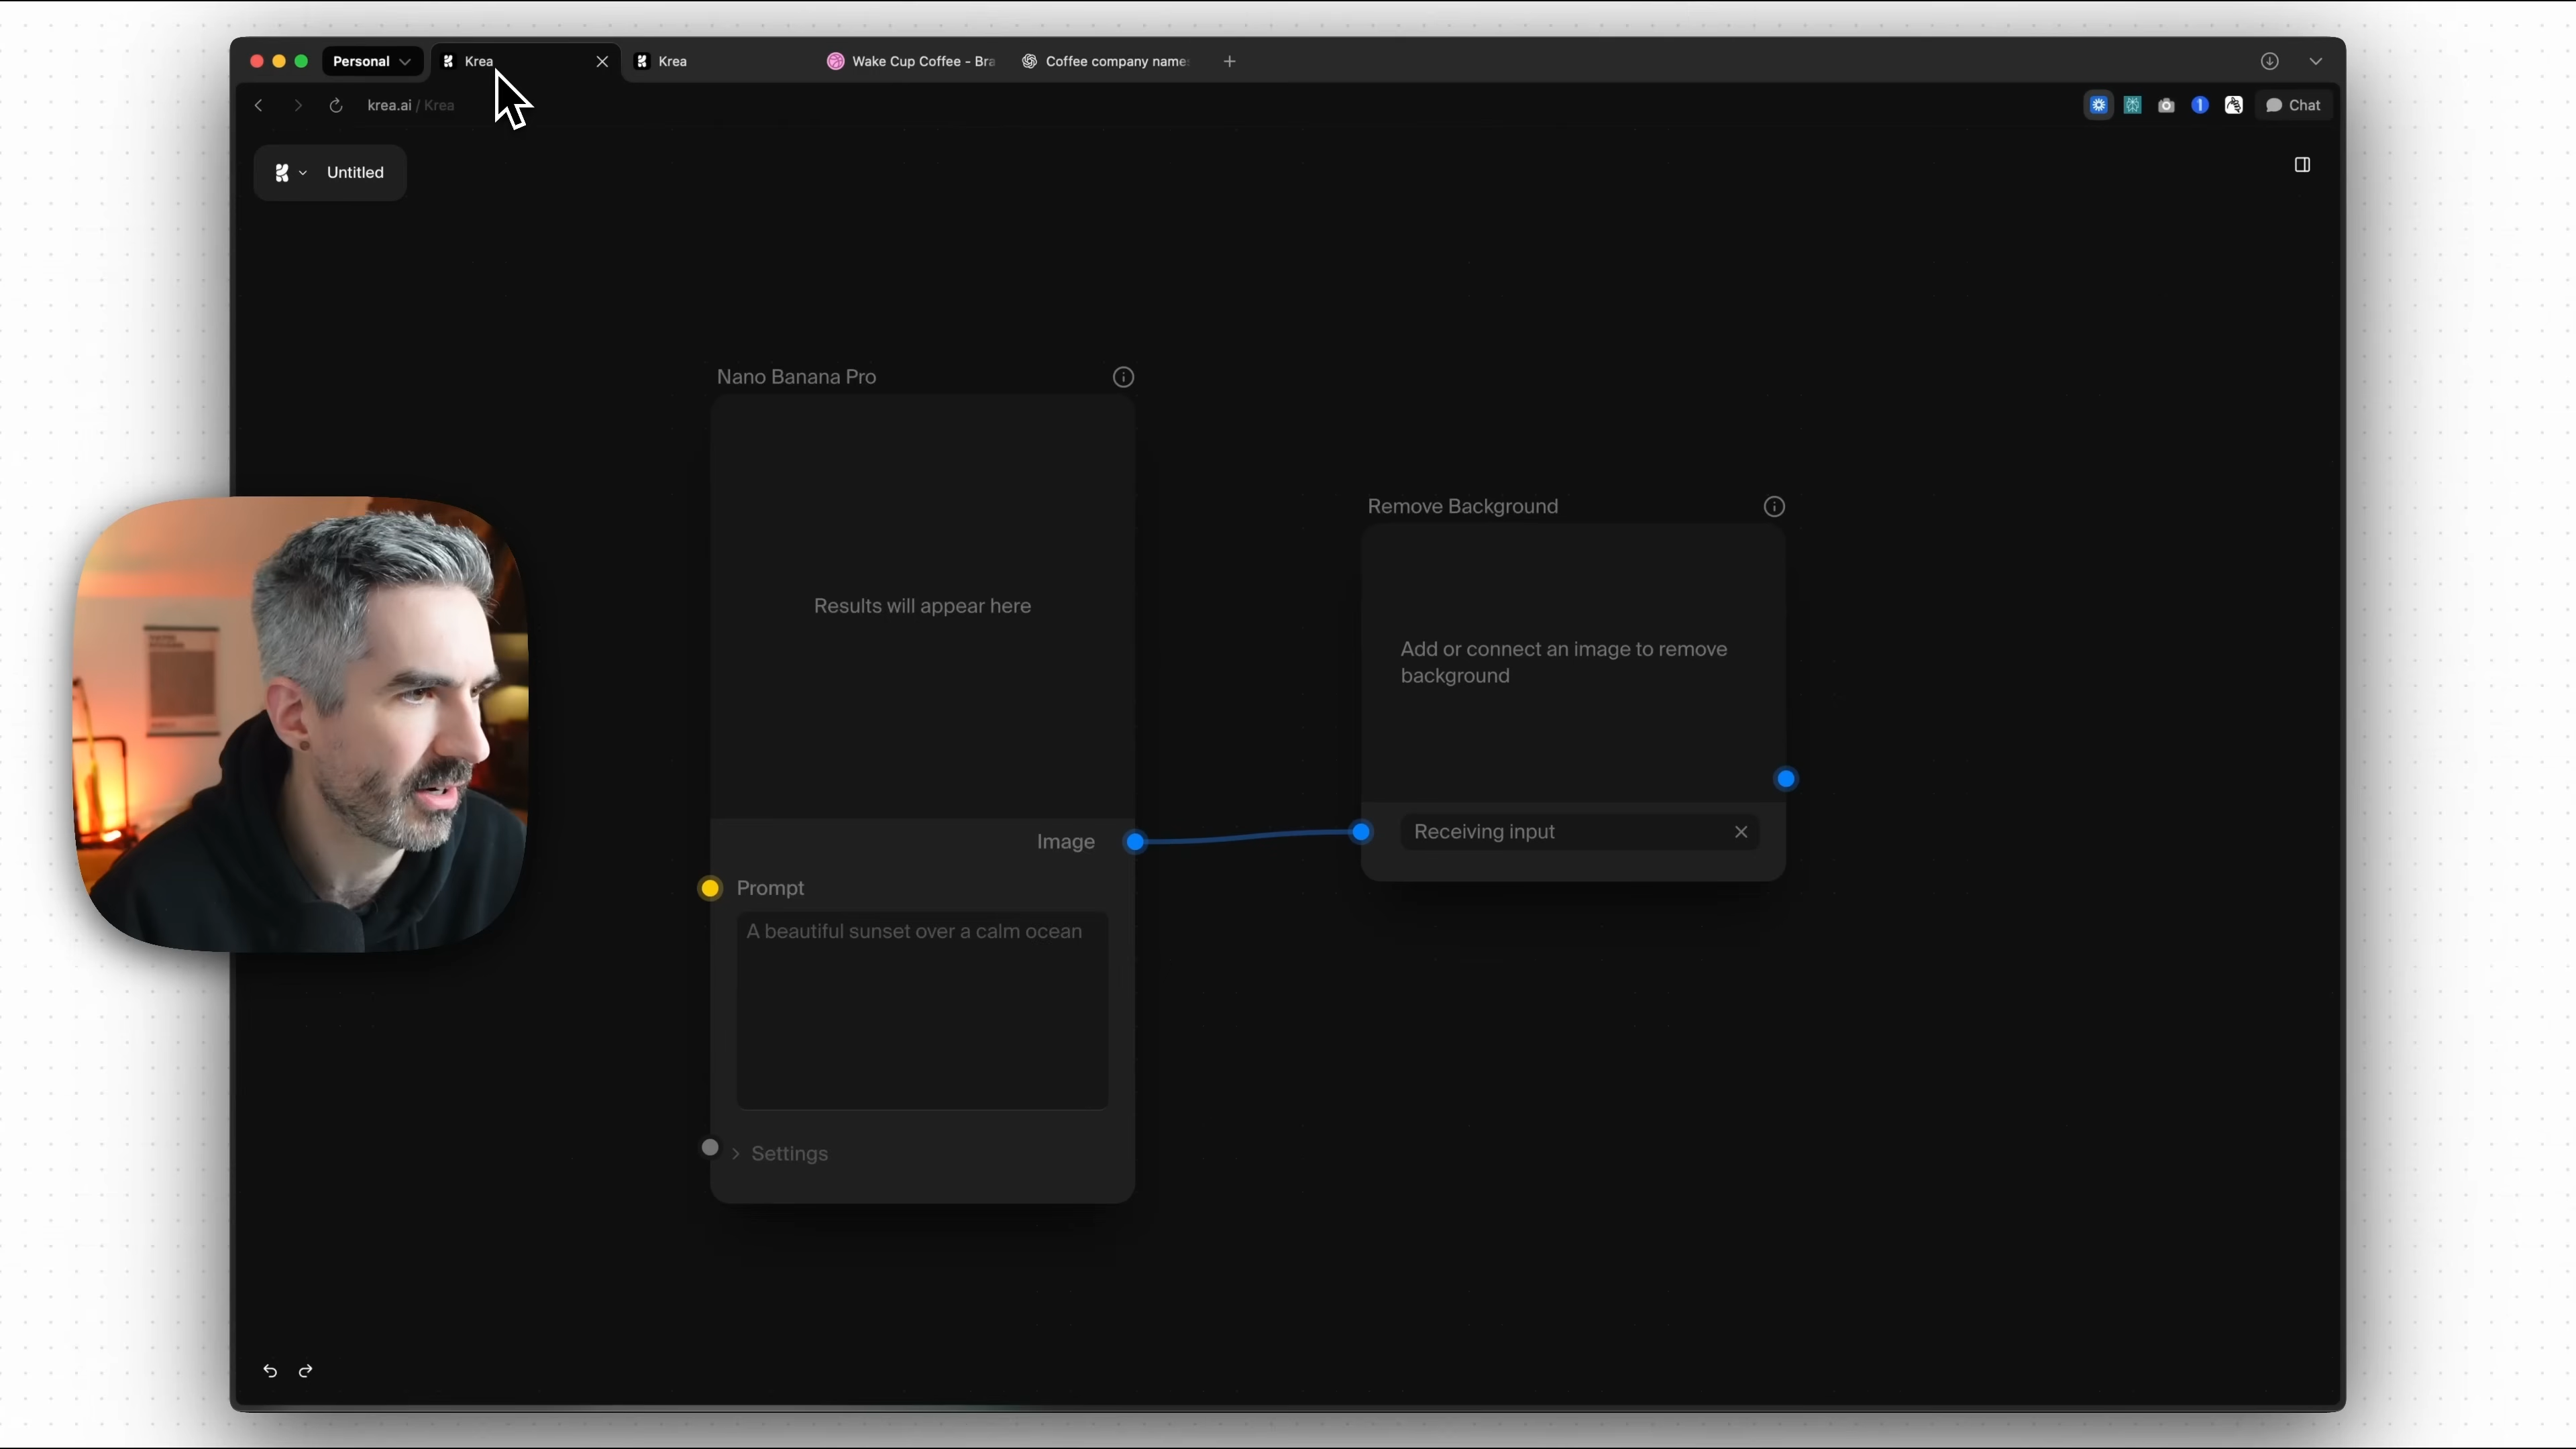 Personal
Krea
Krea
Wake Cup Coffee - Bra
Coffee company name
krea.ai / Krea
1
Chat
Untitled
Nano Banana Pro
Results will appear here
Image
Prompt
A beautiful sunset over a calm ocean
Settings
Remove Background
Add or connect an image to remove
background
Receiving input